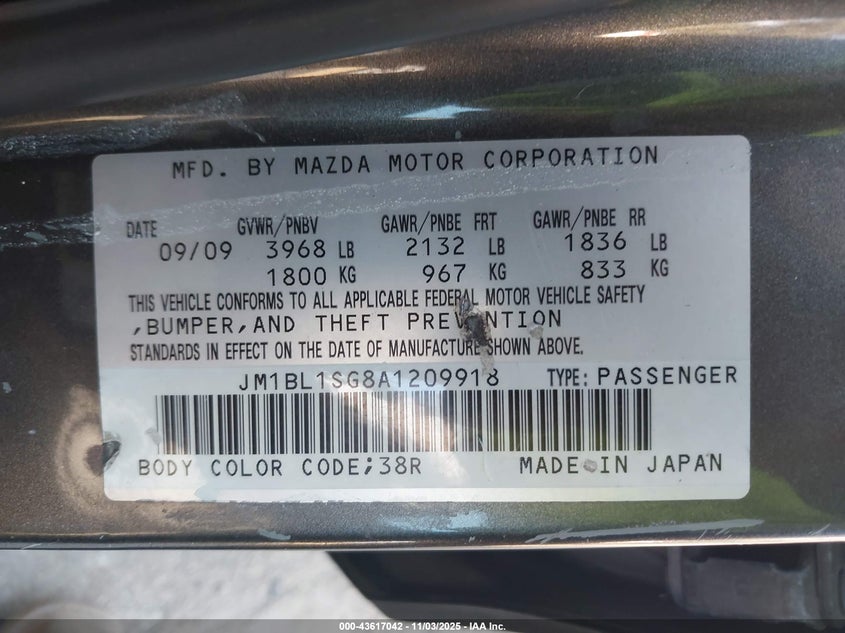 MFD. BY MAZDA MOTOR CORPORATION
DATE GVWR/PNBV GAWR/PNBE FRT GAWR/PNBE RR
09/09 3968 LB 2132 LB 1836 LB
1800 KG 967 KG 833 KG
THIS VEHICLE CONFORMS TO ALL APPLICABLE FEDERAL MOTOR VEHICLE SAFETY
,BUMPER,AND THEFT PREVENTION
STANDARDS IN EFFECT ON THE DATE OF MANUFACTURE SHOWN ABOVE.
JM1BL1SG8A1209918 TYPE: PASSENGER
BODY COLOR CODE;38R MADE IN JAPAN
000-43617042 - 11/03/2025 - IAA Inc.